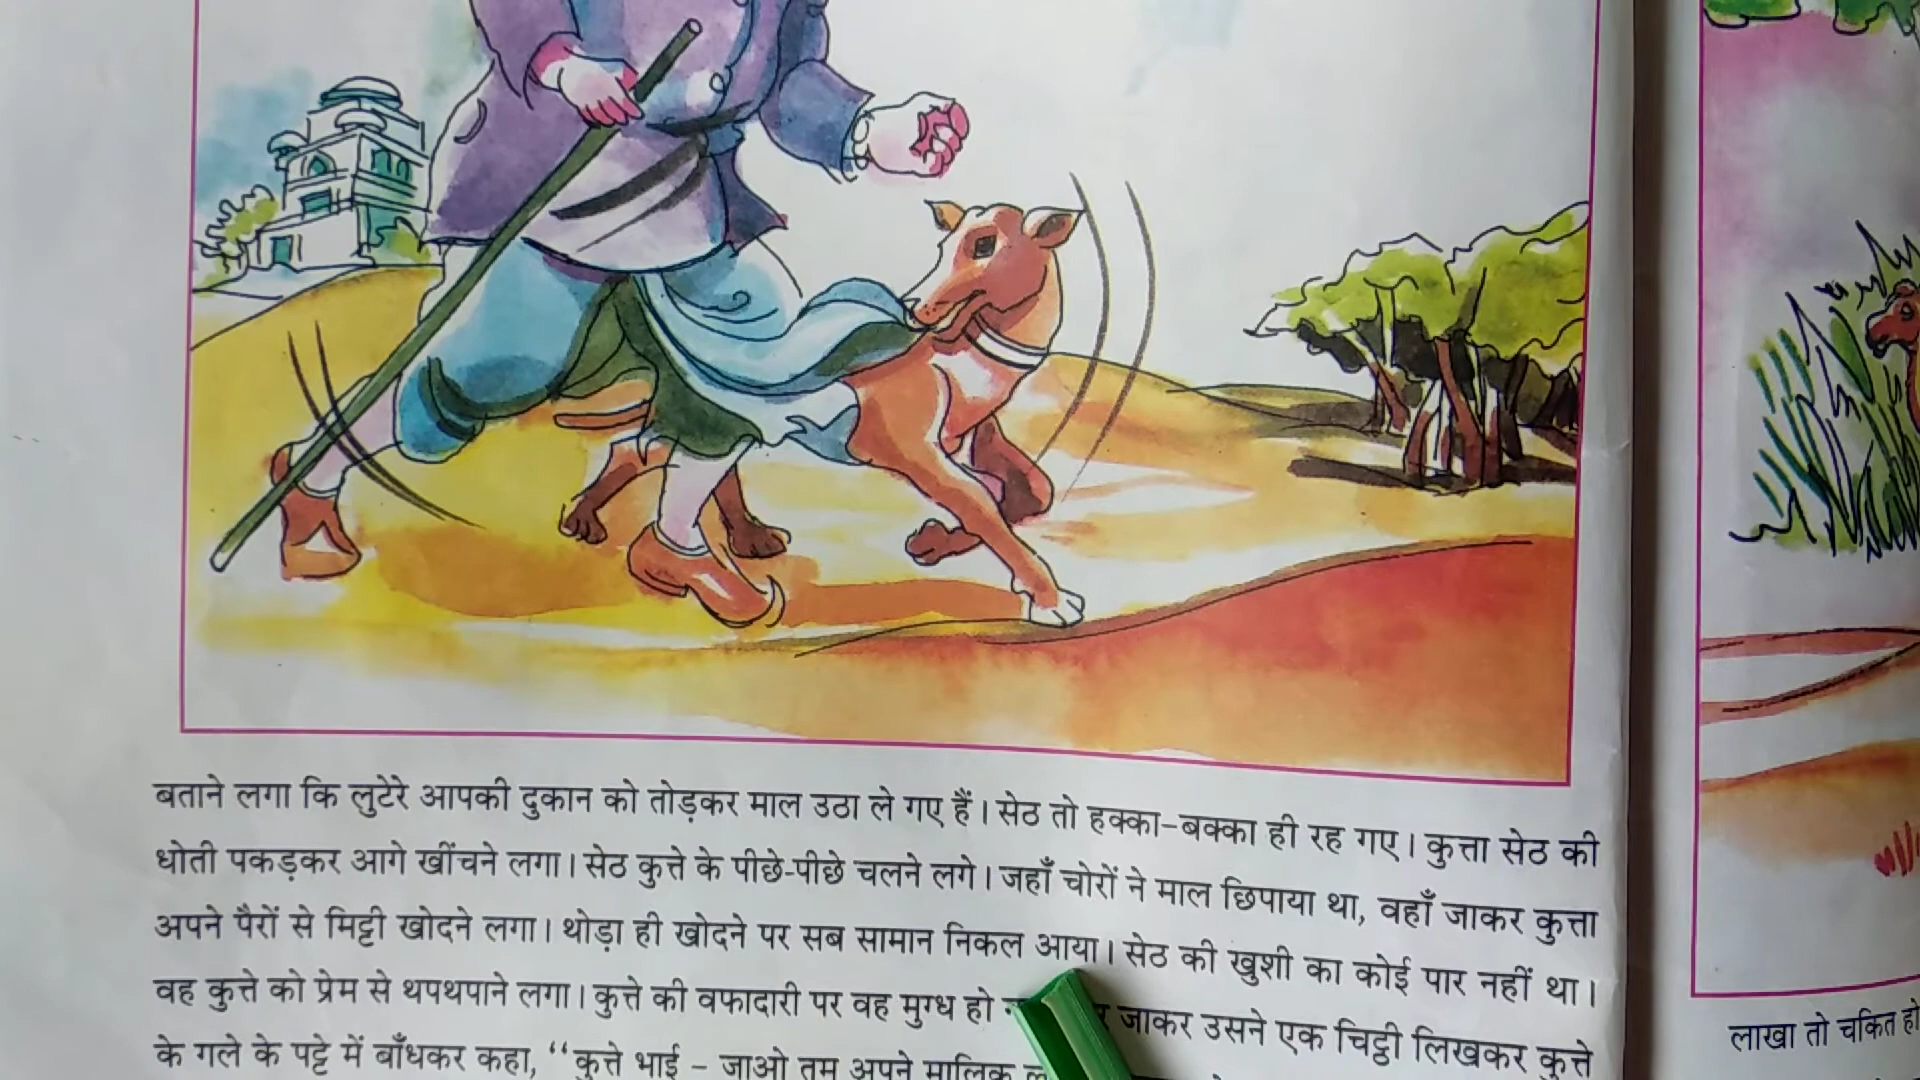 बताने लगा कि लुटेरे आपकी दुकान को तोड़कर माल उठा ले गए हैं। सेठ तो हक्का-बक्का ही रह गए। कुत्ता सेठ की
धोती पकड़कर आगे खींचने लगा। सेठ कुत्ते के पीछे-पीछे चलने लगे। जहाँ चोरों ने माल छिपाया था, वहाँ जाकर कुत्ता
अपने पैरों से मिट्टी खोदने लगा। थोड़ा ही खोदने पर सब सामान निकल आया। सेठ की खुशी का कोई पार नहीं था।
वह कुत्ते को प्रेम से थपथपाने लगा। कुत्ते की वफादारी पर वह मुग्ध हो जाकर उसने एक चिट्ठी लिखकर कुत्ते
के गले के पट्टे में बाँधकर कहा, “कुत्ते भाई – जाओ तुम अपने मालिक
लाखा तो चकित हो